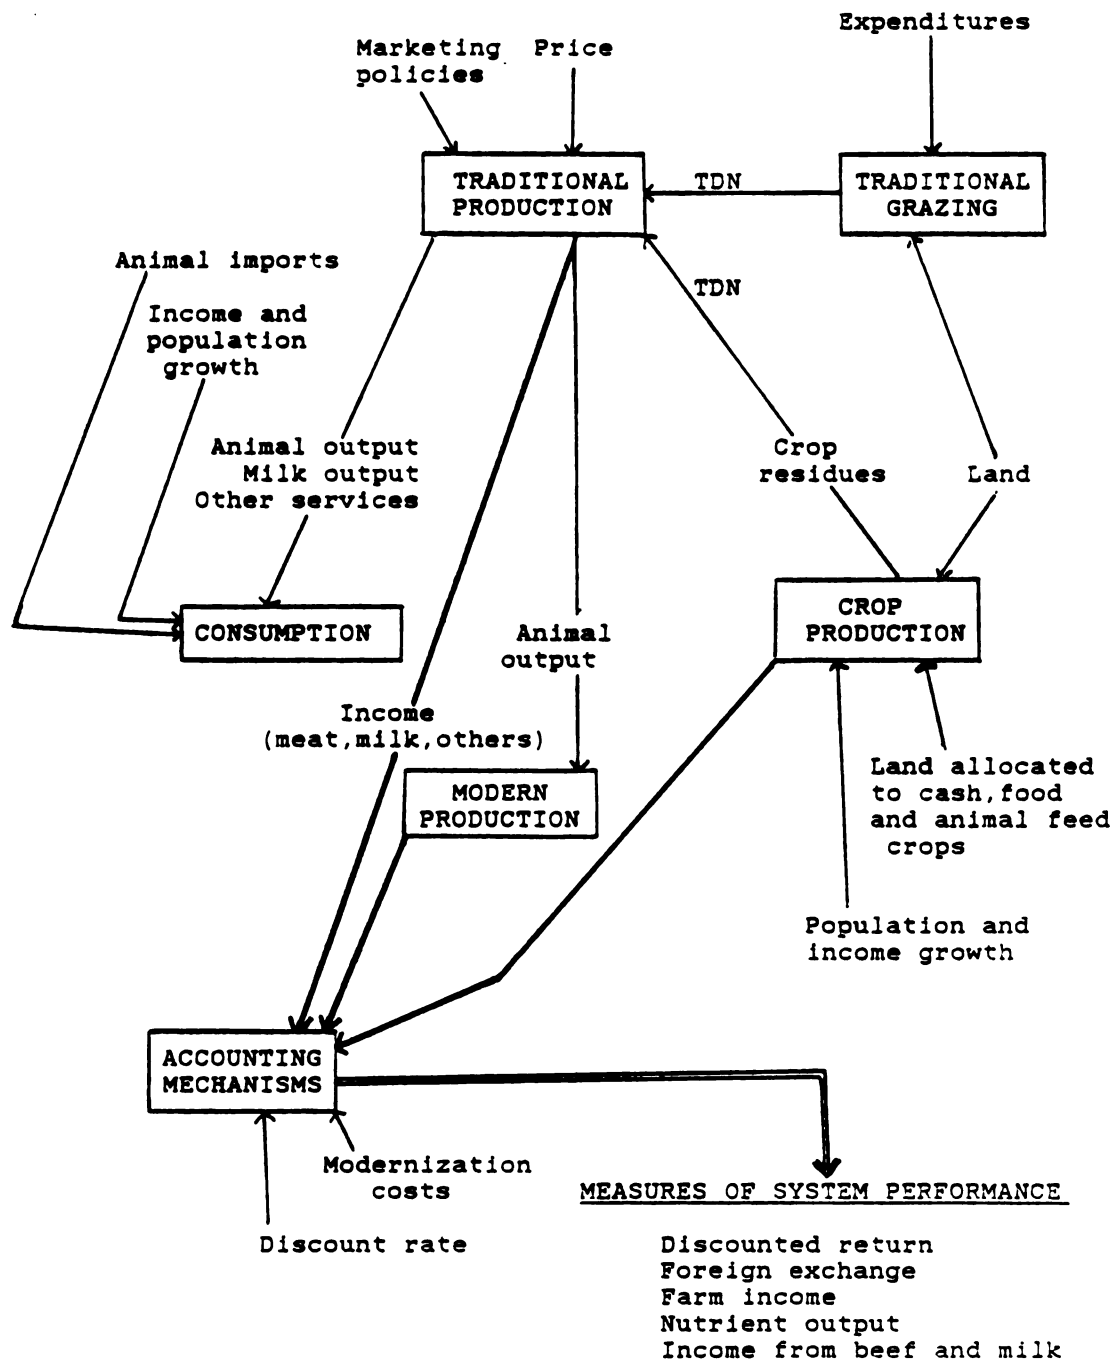 Expenditures
Marketing Price
policies
TRADITIONAL
PRODUCTION
TDN
TRADITIONAL
GRAZING
Animal imports
TDN
Income and
population
growth
Animal output
Milk output
Other services
Crop
residues
Land
CONSUMPTION
Animal
output
CROP
PRODUCTION
Income
(meat,milk,others)
MODERN
PRODUCTION
Land allocated
to cash,food
and animal feed
crops
Population and
income growth
ACCOUNTING
MECHANISMS
Modernization
costs
Discount rate
MEASURES OF SYSTEM PERFORMANCE
Discounted return
Foreign exchange
Farm income
Nutrient output
Income from beef and milk